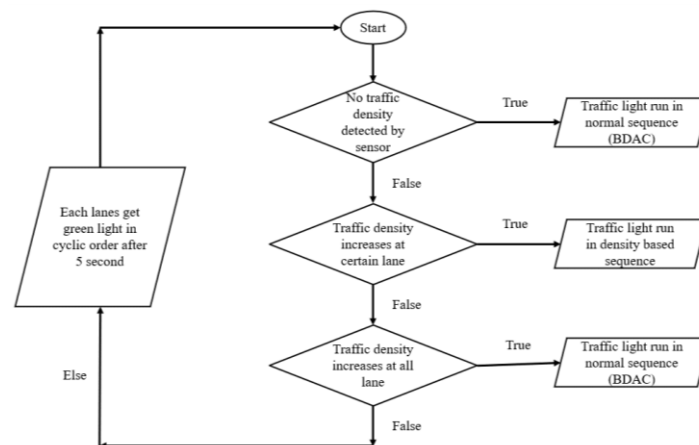 Start
No traffic
density
detected by
sensor
True
Traffic light run in
normal sequence
(BDAC)
False
Each lanes get
green light in
cyclic order after
5 second
Traffic density
increases at
certain lane
True
Traffic light run
in density based
sequence
False
Traffic density
increases at all
lane
True
Traffic light run in
normal sequence
(BDAC)
Else
False